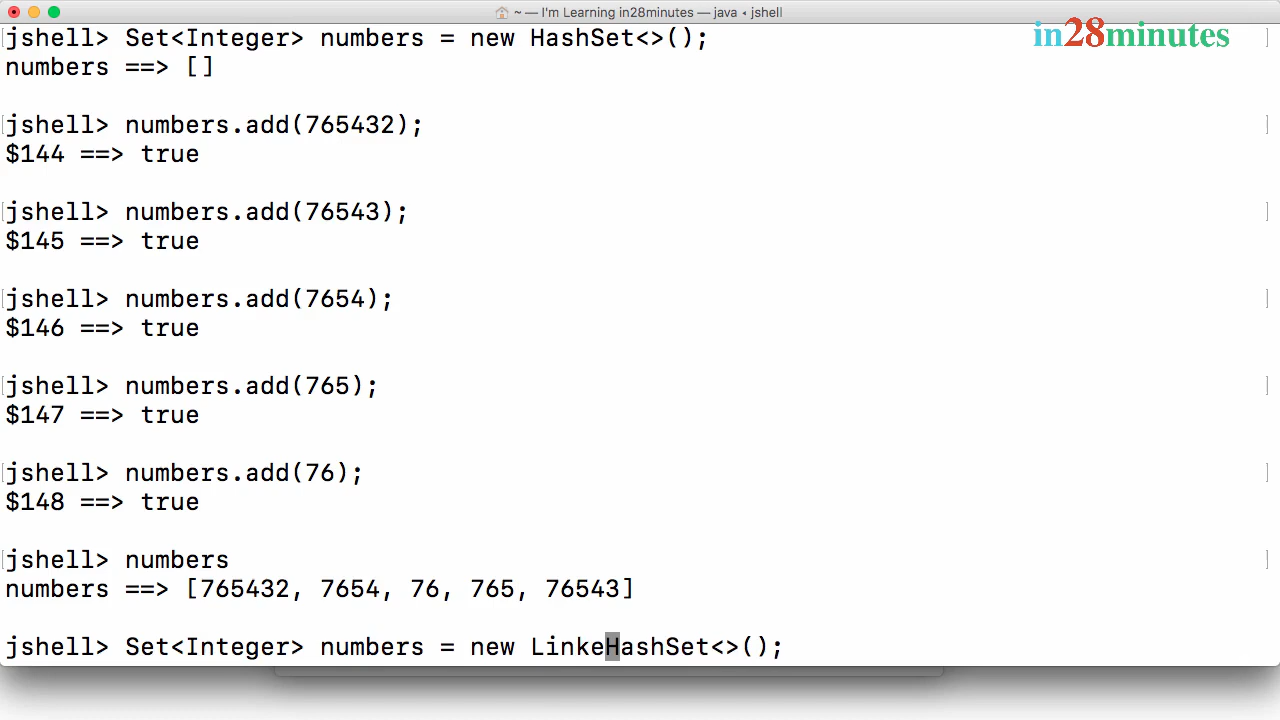 ~ — I'm Learning in28minutes — java ◂ jshell
in28minutes
jshell> Set<Integer> numbers = new HashSet<>();
numbers ==> []
jshell> numbers.add(765432);
$144 ==> true
jshell> numbers.add(76543);
$145 ==> true
jshell> numbers.add(7654);
$146 ==> true
jshell> numbers.add(765);
$147 ==> true
jshell> numbers.add(76);
$148 ==> true
jshell> numbers
numbers ==> [765432, 7654, 76, 765, 76543]
jshell> Set<Integer> numbers = new LinkeHashSet<>();